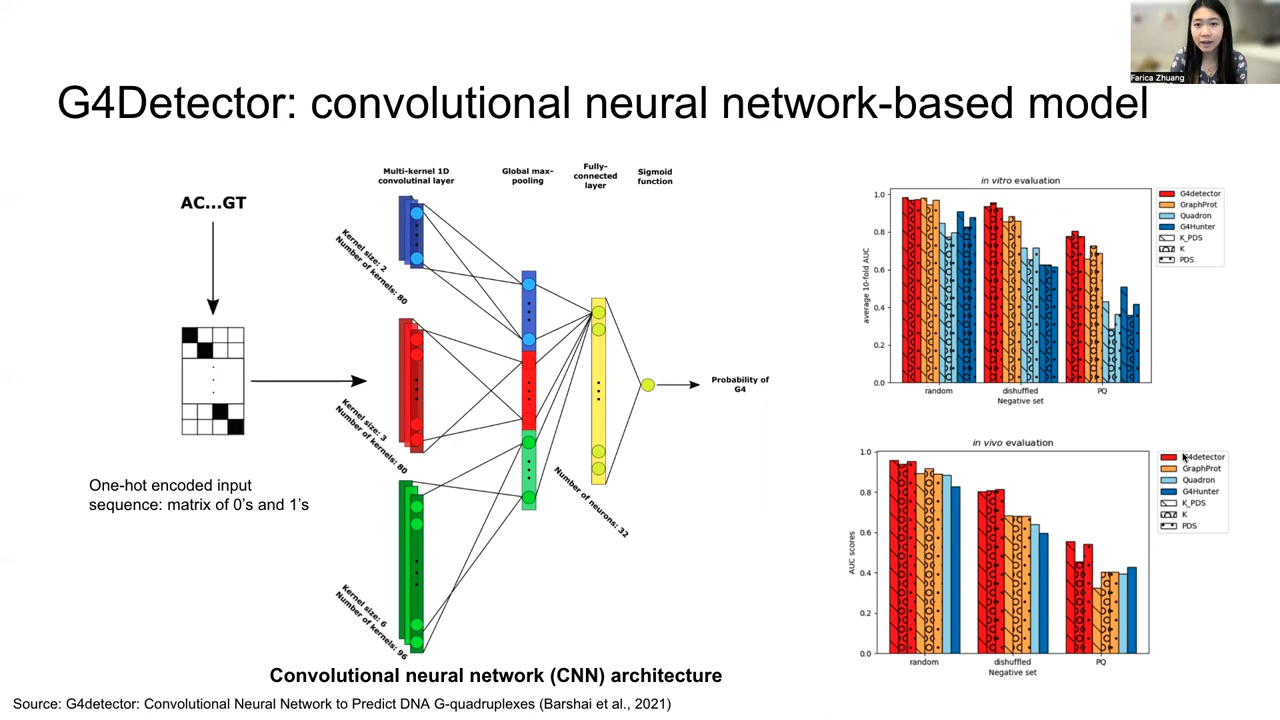 Farica Zhuang
G4Detector: convolutional neural network-based model
AC...GT
One-hot encoded input
sequence: matrix of 0's and 1's
Multi-kernel 1D
convolutinal layer
Global max-
pooling
Fully-
connected
layer
Sigmoid
function
Kernel size: 2
Number of kernels: 80
Kernel size: 3
Number of kernels: 80
Kernel size: 6
Number of kernels: 96
Number of neurons: 32
Probability of
G4
Convolutional neural network (CNN) architecture
in vitro evaluation
average 10-fold AUC
1.0
0.8
0.6
0.4
0.2
0.0
random
dishuffled
PQ
Negative set
G4detector
GraphProt
Quadron
G4Hunter
K_PDS
K
PDS
in vivo evaluation
AUC scores
1.0
0.8
0.6
0.4
0.2
0.0
random
dishuffled
PQ
Negative set
G4detector
GraphProt
Quadron
G4Hunter
K_PDS
K
PDS
Source: G4detector: Convolutional Neural Network to Predict DNA G-quadruplexes (Barshai et al., 2021)